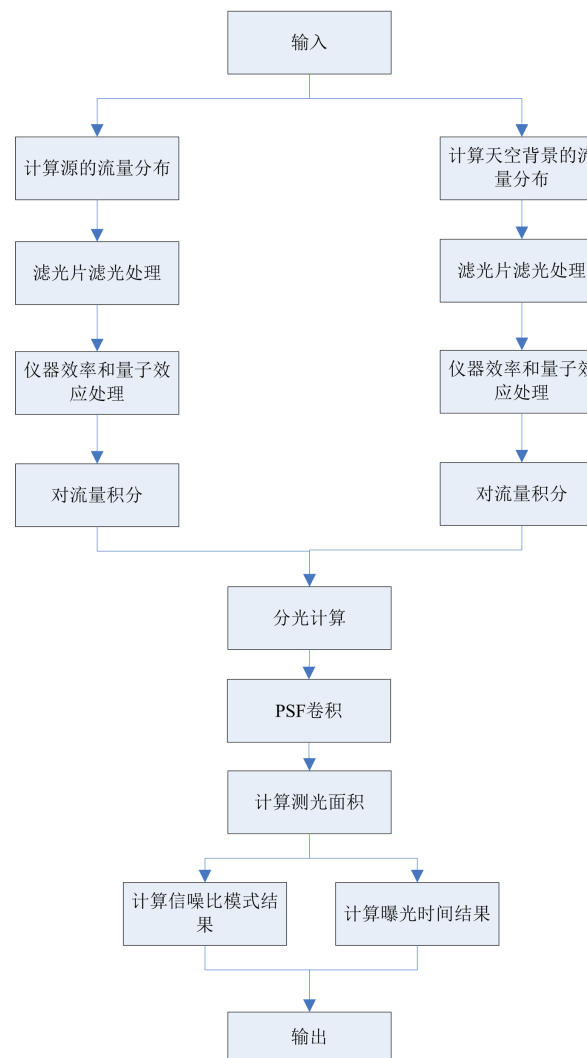 输入
计算源的流量分布
计算天空背景的流
量分布
滤光片滤光处理
滤光片滤光处理
仪器效率和量子效
应处理
仪器效率和量子效
应处理
对流量积分
对流量积分
分光计算
PSF卷积
计算测光面积
计算信噪比模式结
果
计算曝光时间结果
输出